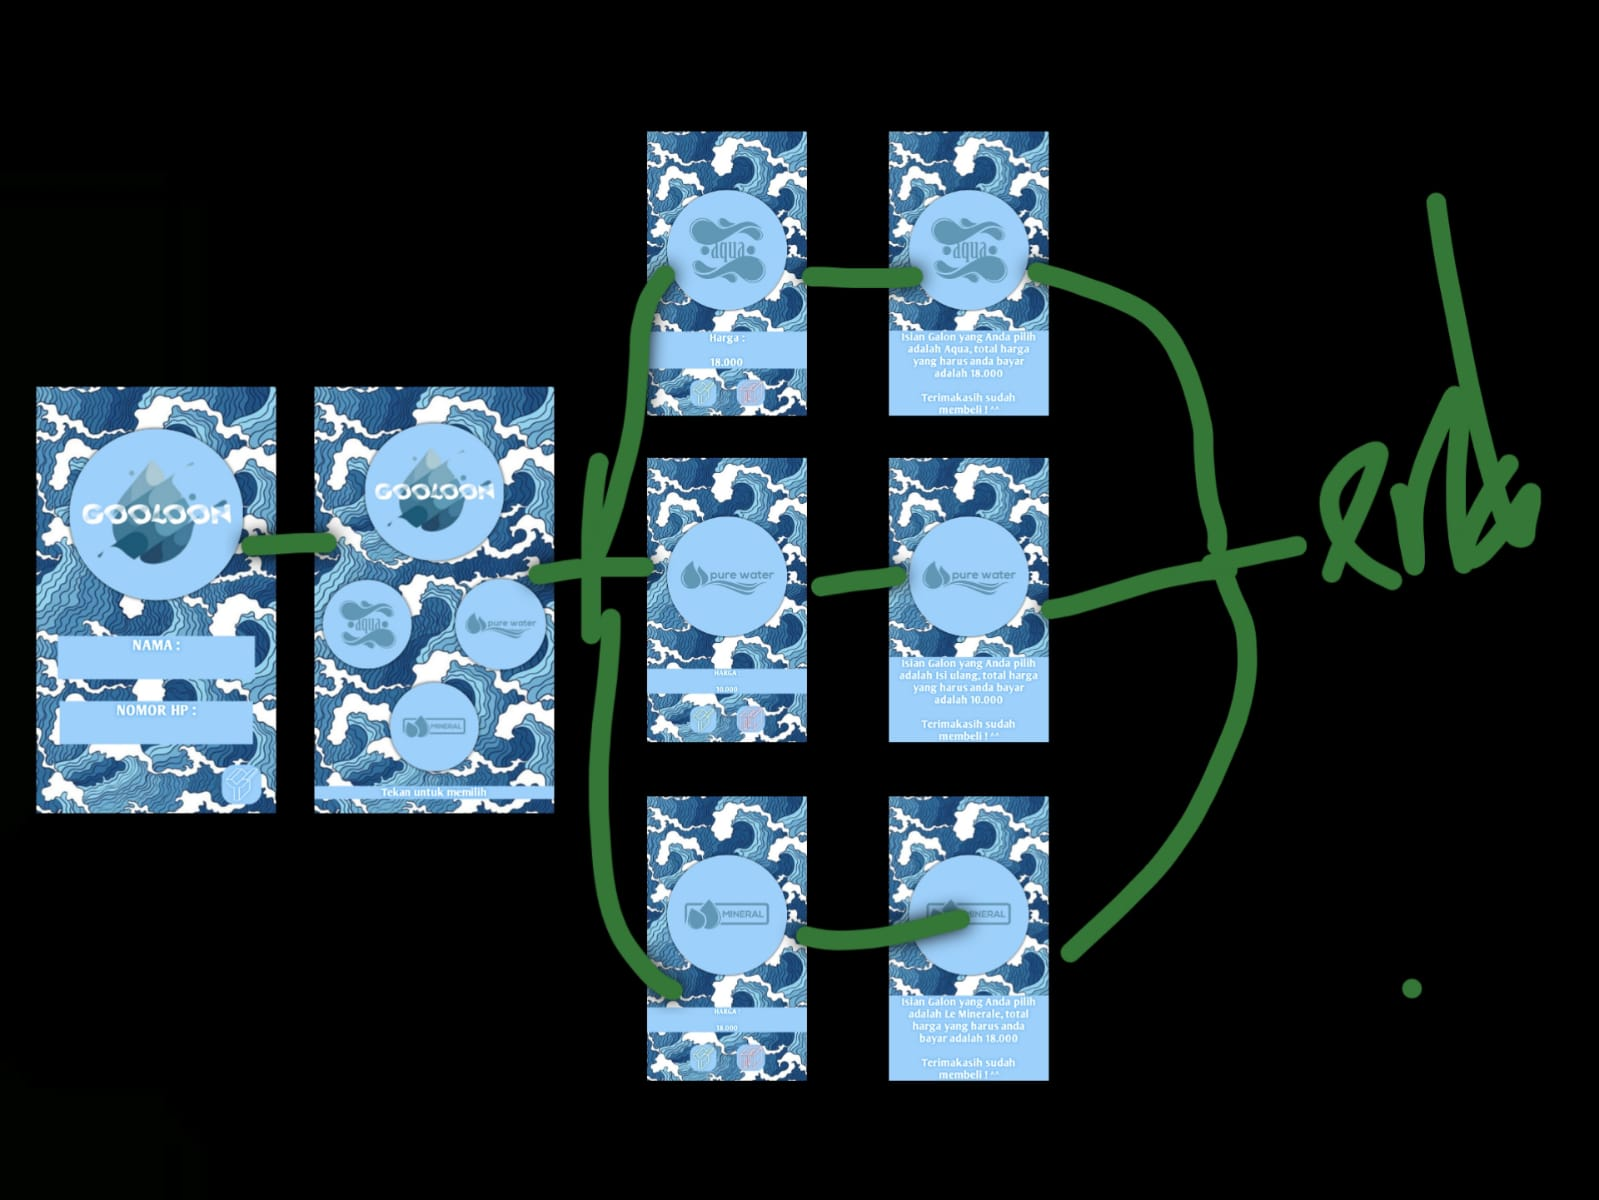 GOOLOON
NAMA :
NOMOR HP :
GOOLOON
aqua
pure water
MINERAL
Tekan untuk memilih
aqua
Harga :
18.000
aqua
Isian Galon yang Anda pilih
adalah Aqua, total harga
yang harus anda bayar
adalah 18.000
Terimakasih sudah
membeli ! ^^
pure water
HARGA :
10.000
pure water
Isian Galon yang Anda pilih
adalah Isi ulang, total harga
yang harus anda bayar
adalah 10.000
Terimakasih sudah
membeli ! ^^
MINERAL
HARGA :
18.000
MINERAL
Isian Galon yang Anda pilih
adalah Le Minerale, total
harga yang harus anda
bayar adalah 18.000
Terimakasih sudah
membeli ! ^^
end